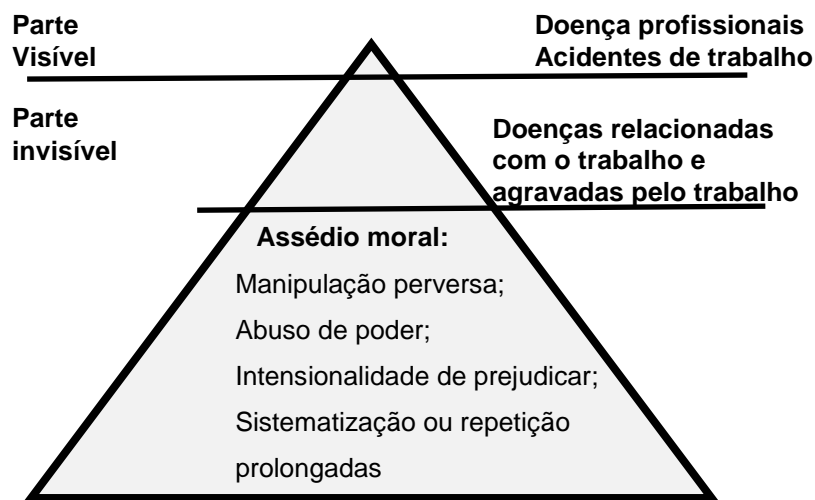 Parte
Visível
Doença profissionais
Acidentes de trabalho
Parte
invisível
Doenças relacionadas
com o trabalho e
agravadas pelo trabalho
Assédio moral:
Manipulação perversa;
Abuso de poder;
Intensionalidade de prejudicar;
Sistematização ou repetição
prolongadas